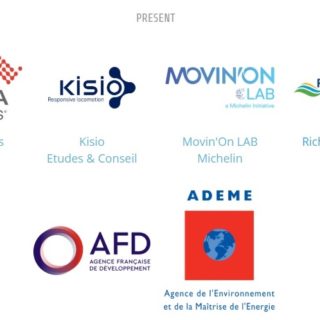 PRESENT
kisio
Responsive locomotion
MOVIN'ON
LAB
a Michelin Initiative
Kisio
Etudes & Conseil
Movin'On LAB
Michelin
Rich
AFD
AGENCE FRANÇAISE
DE DÉVELOPPEMENT
ADEME
Agence de l'Environnement
et de la Maîtrise de l'Energie